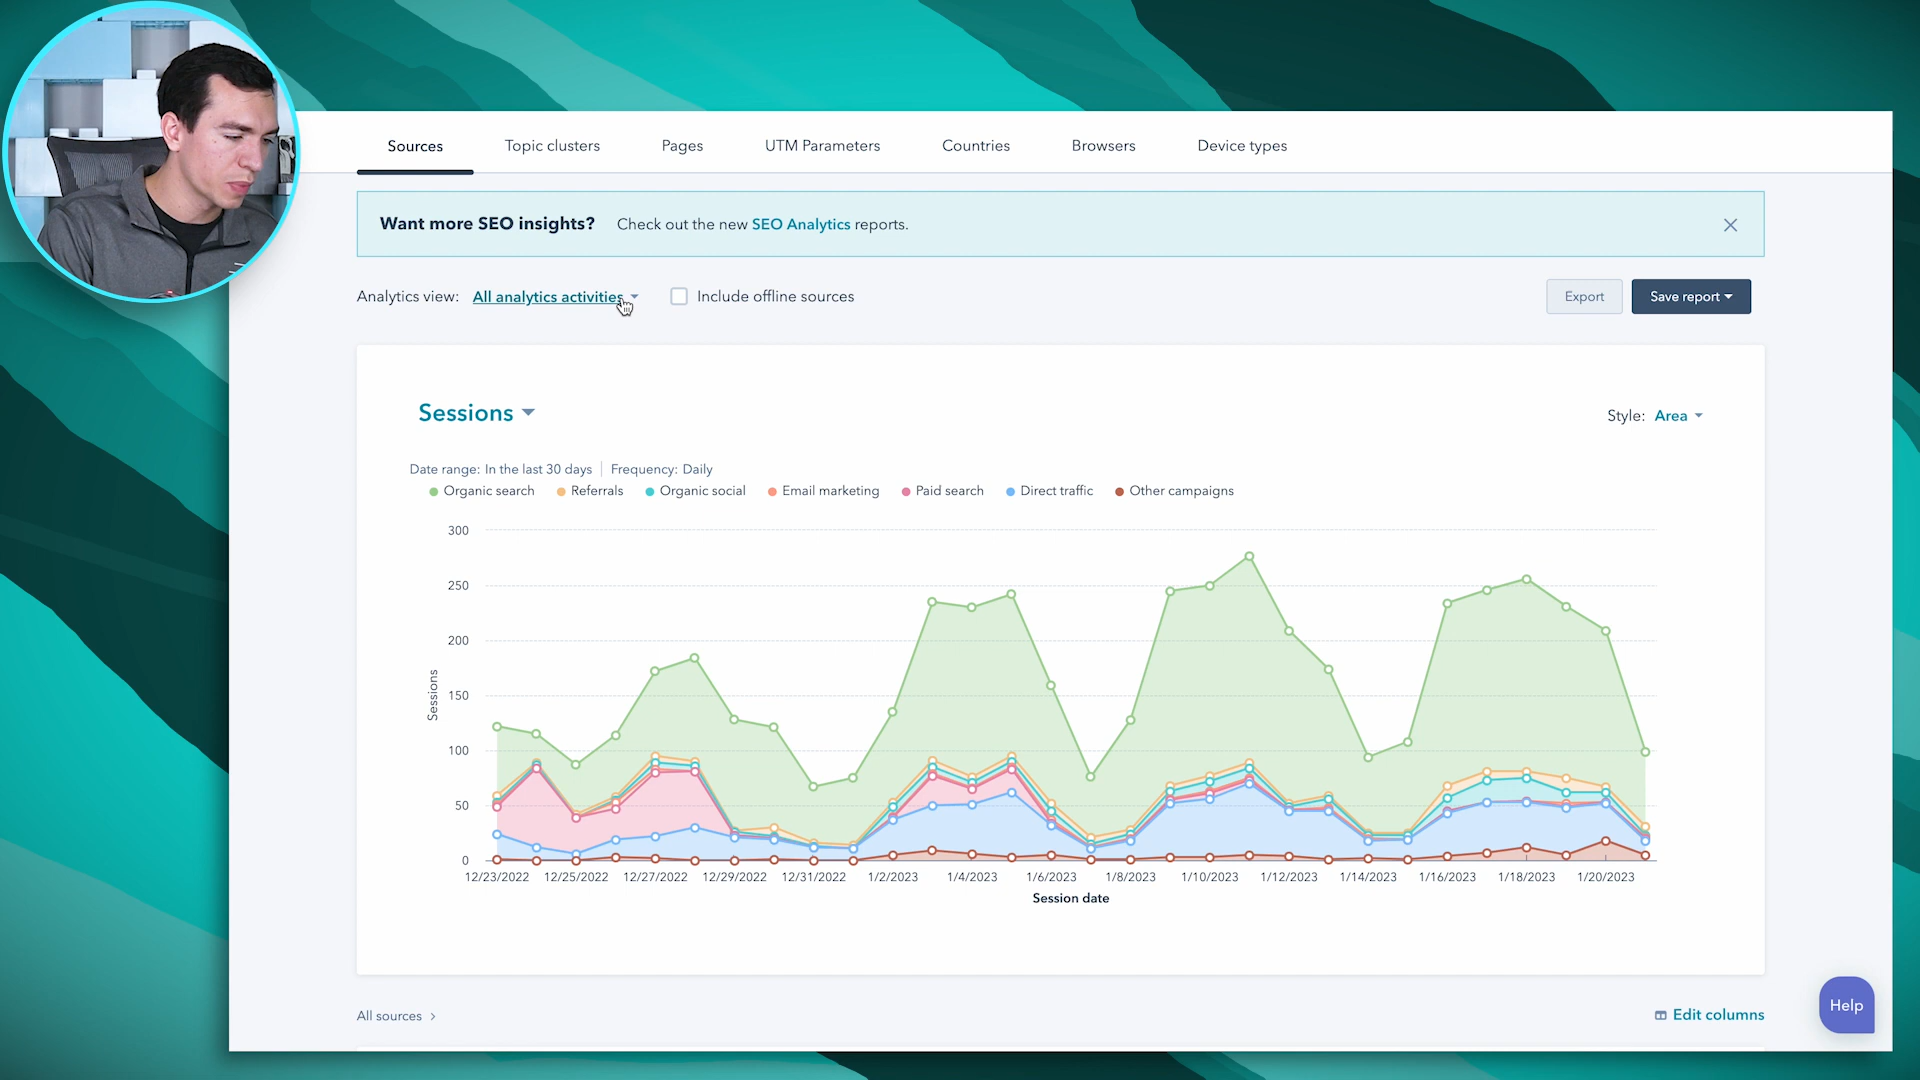 Sources Topic clusters Pages UTM Parameters Countries Browsers Device types
Want more SEO insights? Check out the new SEO Analytics reports.
Analytics view: All analytics activities Include offline sources Export Save report
Sessions
Style: Area
Date range: In the last 30 days Frequency: Daily
Organic search Referrals Organic social Email marketing Paid search Direct traffic Other campaigns
300
250
200
150
100
50
0
Sessions
12/23/2022 12/25/2022 12/27/2022 12/29/2022 12/31/2022 1/2/2023 1/4/2023 1/6/2023 1/8/2023 1/10/2023 1/12/2023 1/14/2023 1/16/2023 1/18/2023 1/20/2023
Session date
All sources
Edit columns
Help